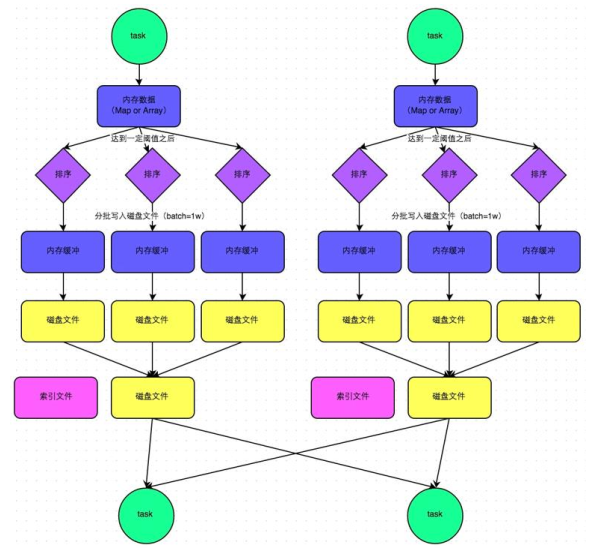 task
task
内存数据
（Map or Array）
内存数据
（Map or Array）
达到一定阈值之后
达到一定阈值之后
排序
排序
排序
排序
排序
排序
分批写入磁盘文件（batch=1w）
分批写入磁盘文件（batch=1w）
内存缓冲
内存缓冲
内存缓冲
内存缓冲
内存缓冲
内存缓冲
磁盘文件
磁盘文件
磁盘文件
磁盘文件
磁盘文件
磁盘文件
索引文件
磁盘文件
索引文件
磁盘文件
task
task